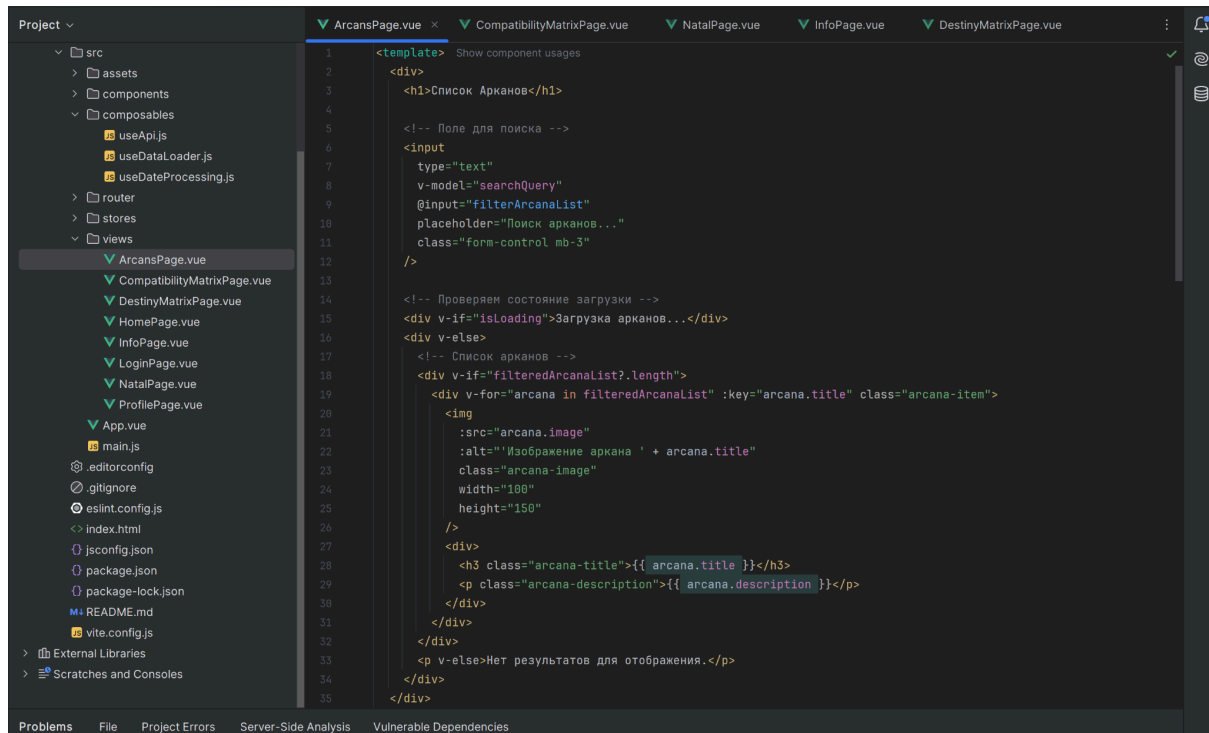 Project
src
assets
components
composables
useApi.js
useDataLoader.js
useDateProcessing.js
router
stores
views
ArcansPage.vue
CompatibilityMatrixPage.vue
DestinyMatrixPage.vue
HomePage.vue
InfoPage.vue
LoginPage.vue
NatalPage.vue
ProfilePage.vue
App.vue
main.js
.editorconfig
.gitignore
eslint.config.js
index.html
jsconfig.json
package.json
package-lock.json
README.md
vite.config.js
External Libraries
Scratches and Consoles
ArcansPage.vue × CompatibilityMatrixPage.vue NatalPage.vue InfoPage.vue DestinyMatrixPage.vue
1 <template> Show component usages
2 <div>
3 <h1>Список Арканов</h1>
4
5 <!-- Поле для поиска -->
6 <input
7 type="text"
8 v-model="searchQuery"
9 @input="filterArcanaList"
10 placeholder="Поиск арканов..."
11 class="form-control mb-3"
12 />
13
14 <!-- Проверяем состояние загрузки -->
15 <div v-if="isLoading">Загрузка арканов...</div>
16 <div v-else>
17 <!-- Список арканов -->
18 <div v-if="filteredArcanaList?.length">
19 <div v-for="arcana in filteredArcanaList" :key="arcana.title" class="arcana-item">
20 <img
21 :src="arcana.image"
22 :alt="'Изображение аркана ' + arcana.title"
23 class="arcana-image"
24 width="100"
25 height="150"
26 />
27 <div>
28 <h3 class="arcana-title">{{ arcana.title }}</h3>
29 <p class="arcana-description">{{ arcana.description }}</p>
30 </div>
31 </div>
32 </div>
33 <p v-else>Нет результатов для отображения.</p>
34 </div>
35 </div>
Problems File Project Errors Server-Side Analysis Vulnerable Dependencies